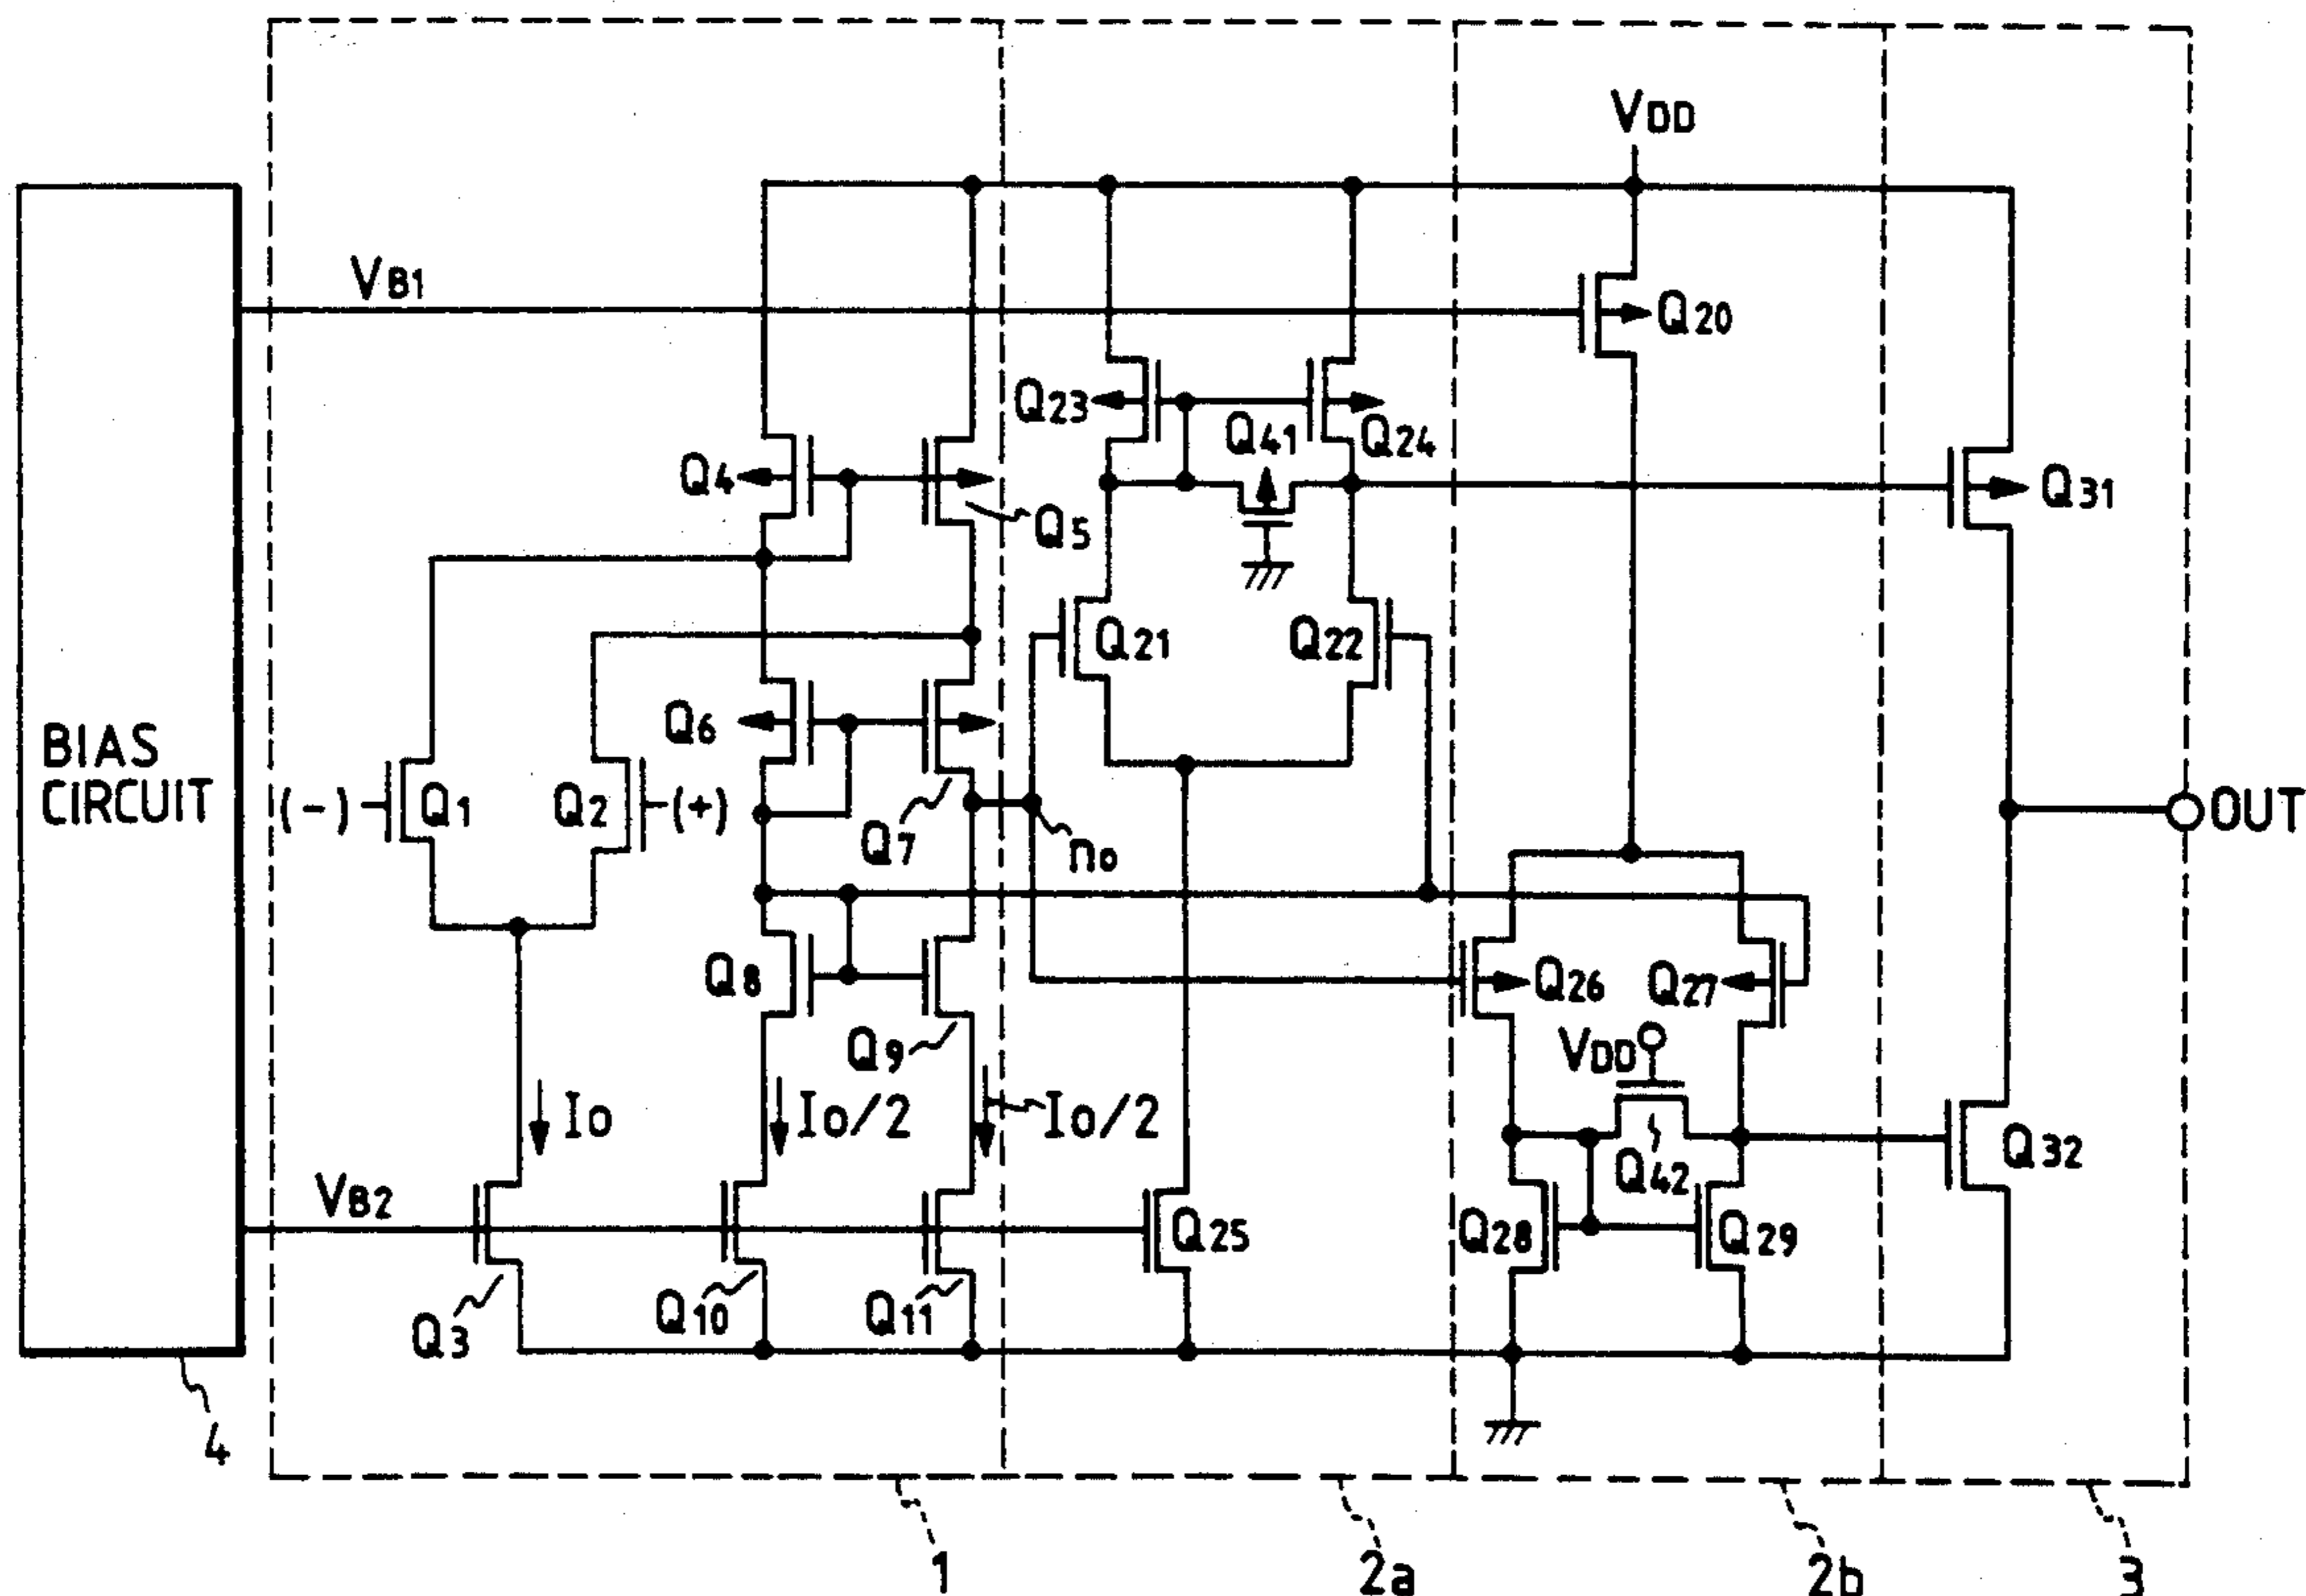 VDD
VB1
Q20
Q23
Q41
Q24
Q4
Q5
Q31
Q21
Q22
Q6
BIAS
CIRCUIT
(-)
Q1
Q2
(+)
Q7
no
OUT
Q8
Q9
Q26
Q27
VDD
Io
Io/2
Io/2
Q42
Q32
VB2
Q25
Q28
Q29
Q3
Q10
Q11
4
1
2a
2b
3